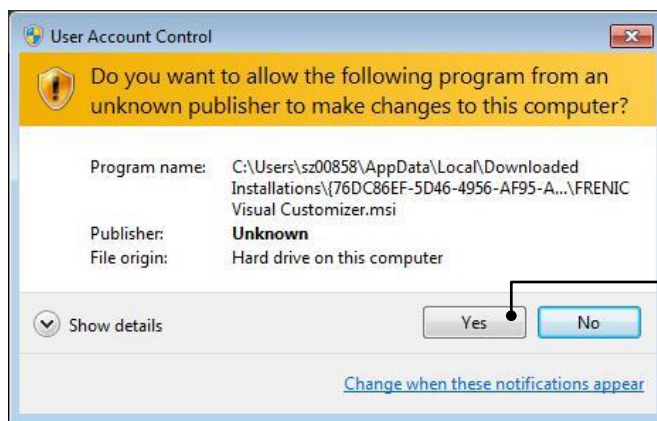 User Account Control
Do you want to allow the following program from an
unknown publisher to make changes to this computer?
Program name: C:\Users\sz00858\AppData\Local\Downloaded
Installations\{76DC86EF-5D46-4956-AF95-A...\FRENIC
Visual Customizer.msi
Publisher: Unknown
File origin: Hard drive on this computer
Show details Yes No
Change when these notifications appear